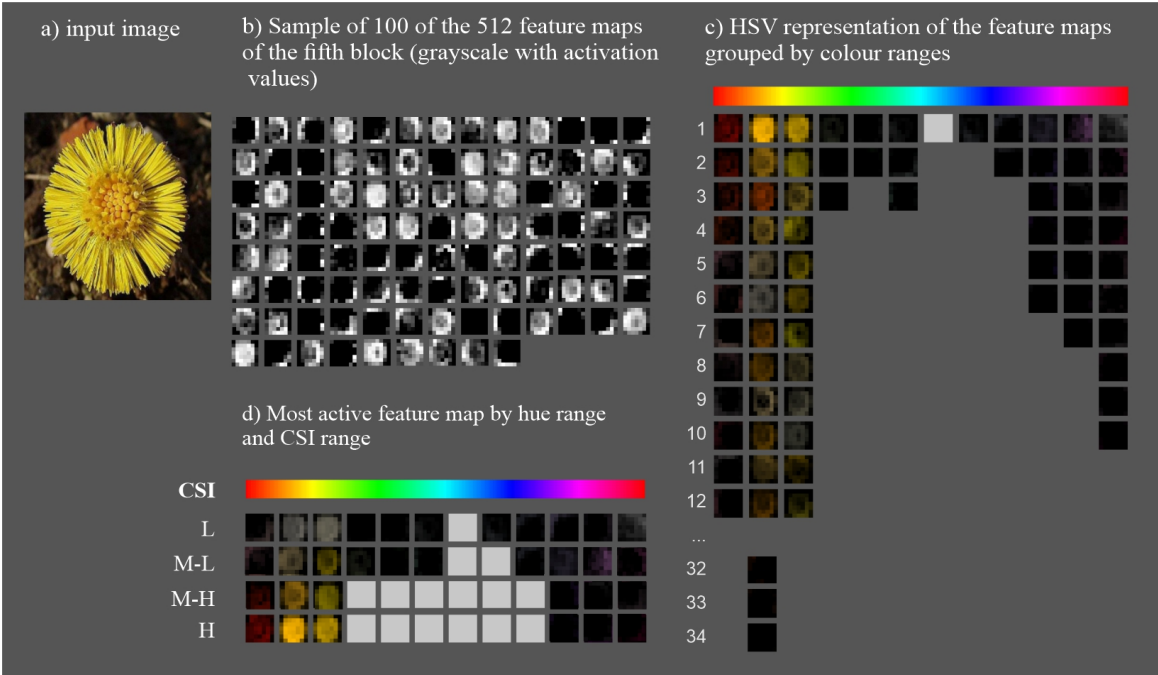 a) input image
b) Sample of 100 of the 512 feature maps
of the fifth block (grayscale with activation
values)
c) HSV representation of the feature maps
grouped by colour ranges
1
2
3
4
5
6
7
8
9
10
11
12
...
32
33
34
d) Most active feature map by hue range
and CSI range
CSI
L
M-L
M-H
H